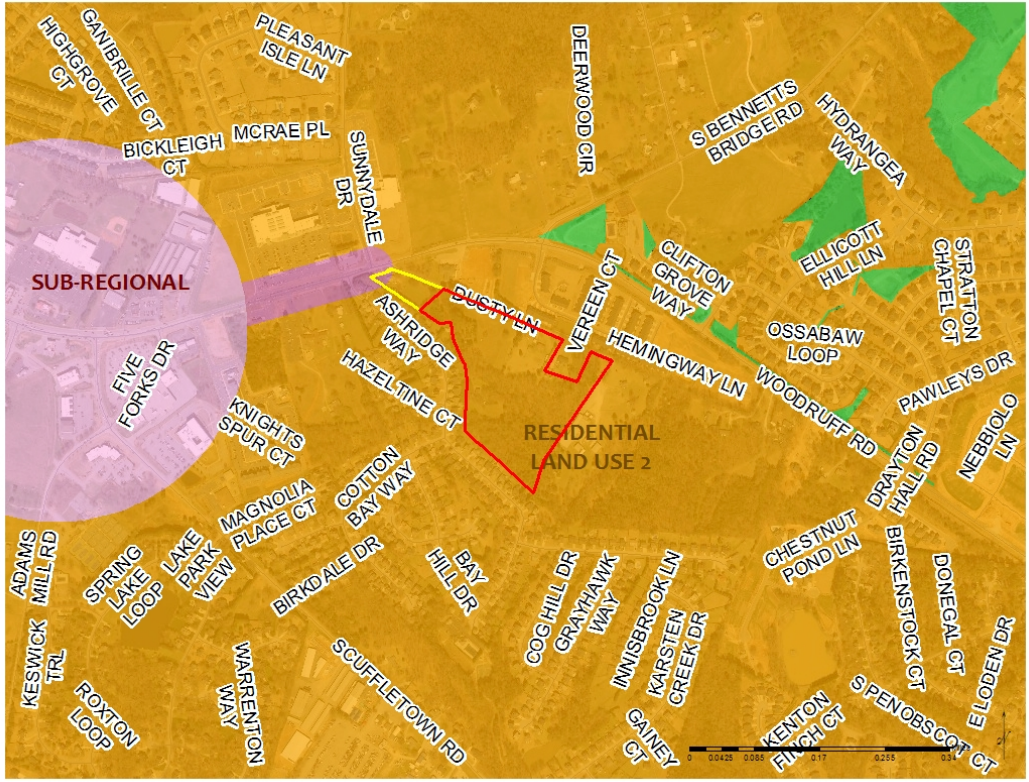 GANIBRILLE CT
HIGHGROVE
CT
PLEASANT
ISLE LN
DEERWOOD CIR
S BENNETTS
BRIDGE RD
HYDRANGEA
WAY
MCRAE PL
BICKLEIGH
CT
SUNNYDALE
DR
SUB-REGIONAL
CLIFTON
GROVE
WAY
ELLICOTT
HILL LN
STRATTON
CHAPEL CT
DUSTY LN
VEREEN CT
ASHRIDGE
WAY
HEMINGWAY LN
OSSABAW
LOOP
FIVE
FORKS DR
HAZELTINE CT
WOODRUFF RD
PAWLEYS DR
KNIGHTS
SPUR CT
RESIDENTIAL
LAND USE 2
DRAYTON
HALL RD
NEBBIOLO
LN
COTTON
BAY WAY
MAGNOLIA
PLACE CT
ADAMS
MILL RD
SPRING
LAKE
LOOP
LAKE
PARK
VIEW
BIRKDALE DR
BAY
HILL DR
COG HILL DR
GRAYHAWK
WAY
INNISBROOK LN
KARSTEN
CREEK DR
CHESTNUT
POND LN
BIRKENSTOCK CT
DONEGAL CT
E LODEN DR
KESWICK
TRL
ROXTON
LOOP
WARRENTON
WAY
SCUFFLETOWN RD
GAINEY
CT
KENTON
FINCH CT
S PENOBSCOT CT
0 0.0425 0.085 0.17 0.255 0.34